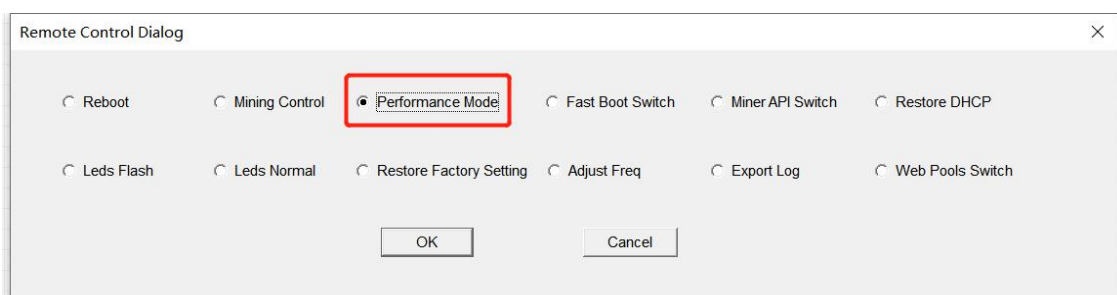 Remote Control Dialog
Reboot Mining Control Performance Mode Fast Boot Switch Miner API Switch Restore DHCP
Leds Flash Leds Normal Restore Factory Setting Adjust Freq Export Log Web Pools Switch
OK Cancel